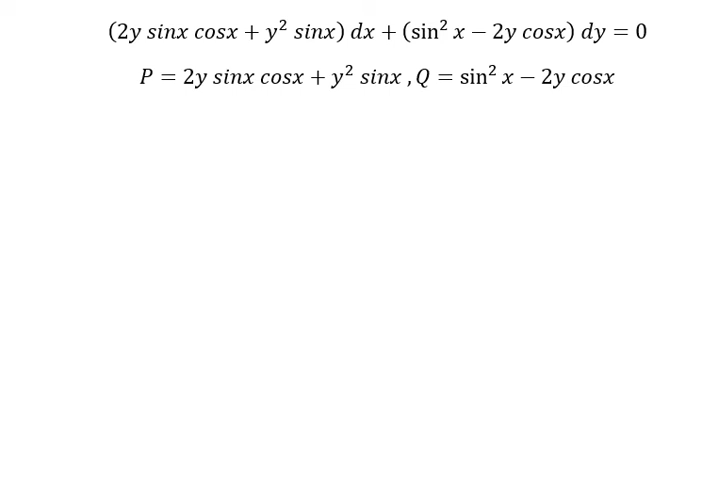 (2y sinx cosx + y² sinx) dx + (sin² x − 2y cosx) dy = 0
P = 2y sinx cosx + y² sinx , Q = sin² x − 2y cosx